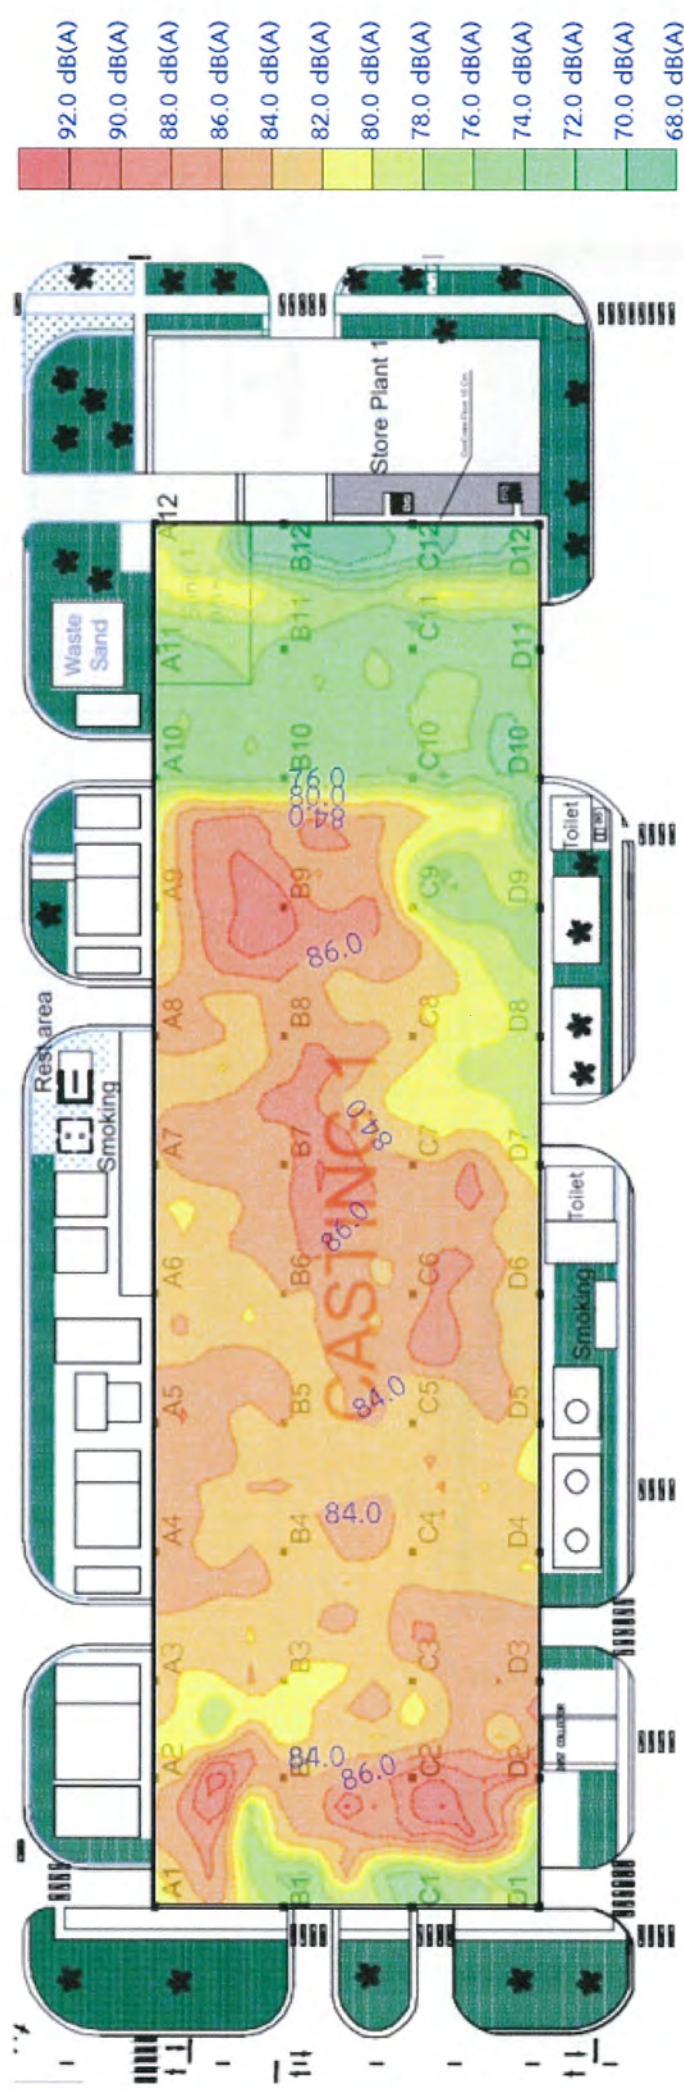 92.0 dB(A)
90.0 dB(A)
88.0 dB(A)
86.0 dB(A)
84.0 dB(A)
82.0 dB(A)
80.0 dB(A)
78.0 dB(A)
76.0 dB(A)
74.0 dB(A)
72.0 dB(A)
70.0 dB(A)
68.0 dB(A)
Store Plant 1
Waste
Sand
Rest area
Smoking
Toilet
Toilet
Smoking
DUST COLLECTOR
CASTING 1
A12
B12
C12
D12
A11
B11
C11
D11
A10
B10
C10
D10
76.0
80.0
84.0
A9
B9
C9
D9
86.0
A8
B8
C8
D8
84.0
A7
B7
C7
D7
86.0
A6
B6
C6
D6
A5
B5
C5
D5
84.0
A4
B4
C4
D4
84.0
A3
B3
C3
D3
A2
84.0
C2
D2
86.0
A1
B1
C1
D1